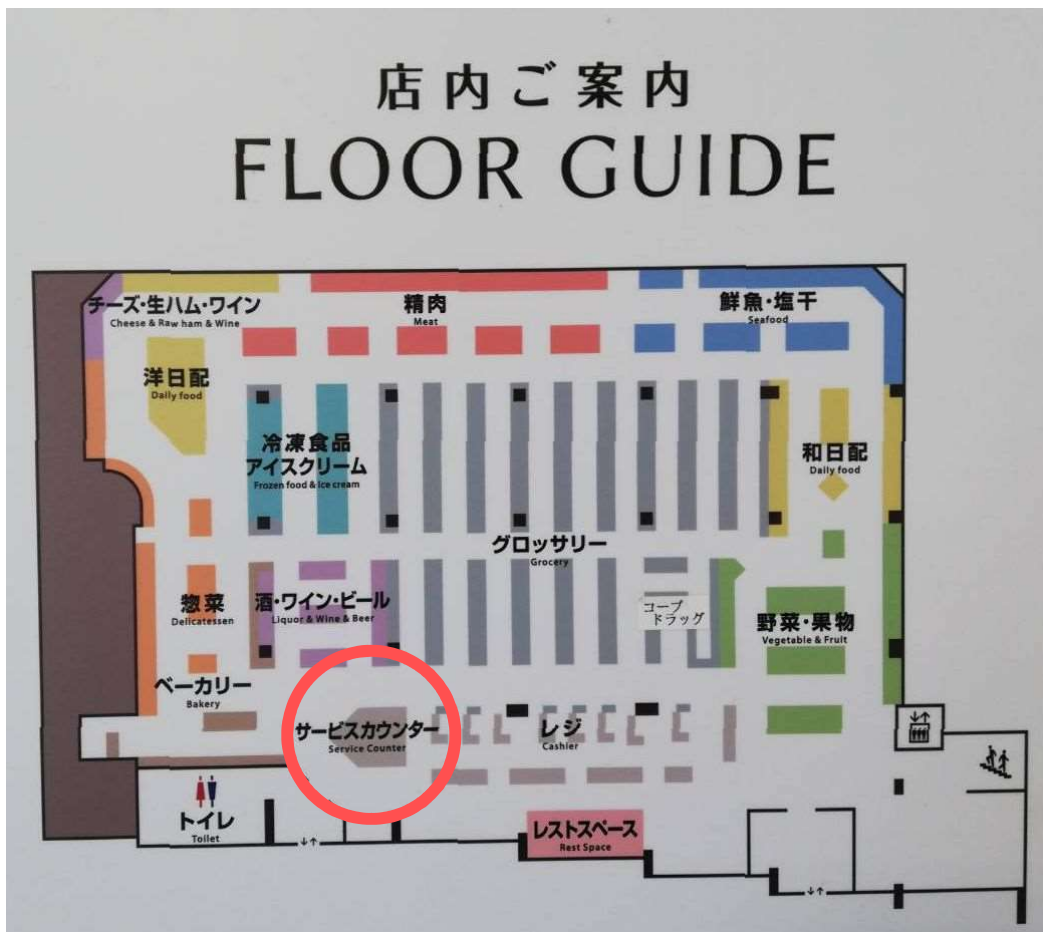 店内ご案内
FLOOR GUIDE
チーズ・生ハム・ワイン
Cheese & Raw ham & Wine
精肉
Meat
鮮魚・塩干
Seafood
洋日配
Daily food
冷凍食品
アイスクリーム
Frozen food & Ice cream
和日配
Daily food
グロッサリー
Grocery
惣菜
Delicatessen
酒・ワイン・ビール
Liquor & Wine & Beer
コープ
ドラッグ
野菜・果物
Vegetable & Fruit
ベーカリー
Bakery
サービスカウンター
Service Counter
レジ
Cashier
トイレ
Toilet
レストスペース
Rest Space